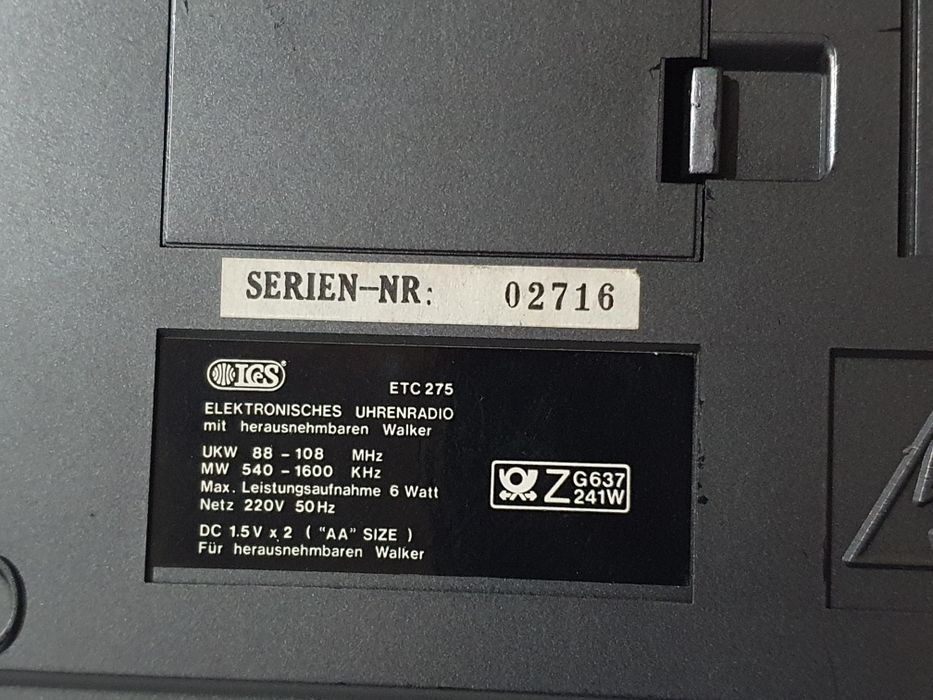 SERIEN-NR: 02716
ICS®
ETC 275
ELEKTRONISCHES UHRENRADIO
mit herausnehmbaren Walker
UKW 88 - 108 MHz
MW 540 - 1600 KHz
Max. Leistungsaufnahme 6 Watt
Netz 220V 50Hz
DC 1.5V x 2 ( "AA" SIZE )
Für herausnehmbaren Walker
Z G637
241W